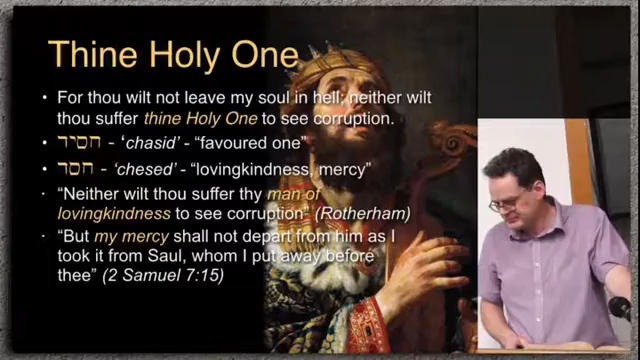 Thine Holy One
• For thou wilt not leave my soul in hell; neither wilt
thou suffer thine Holy One to see corruption.
• חסיד - ‘chasid’ - “favoured one”
• חסד - ‘chesed’ - “lovingkindness, mercy”
• “Neither wilt thou suffer thy man of
lovingkindness to see corruption” (Rotherham)
• “But my mercy shall not depart from him as I
took it from Saul, whom I put away before
thee” (2 Samuel 7:15)